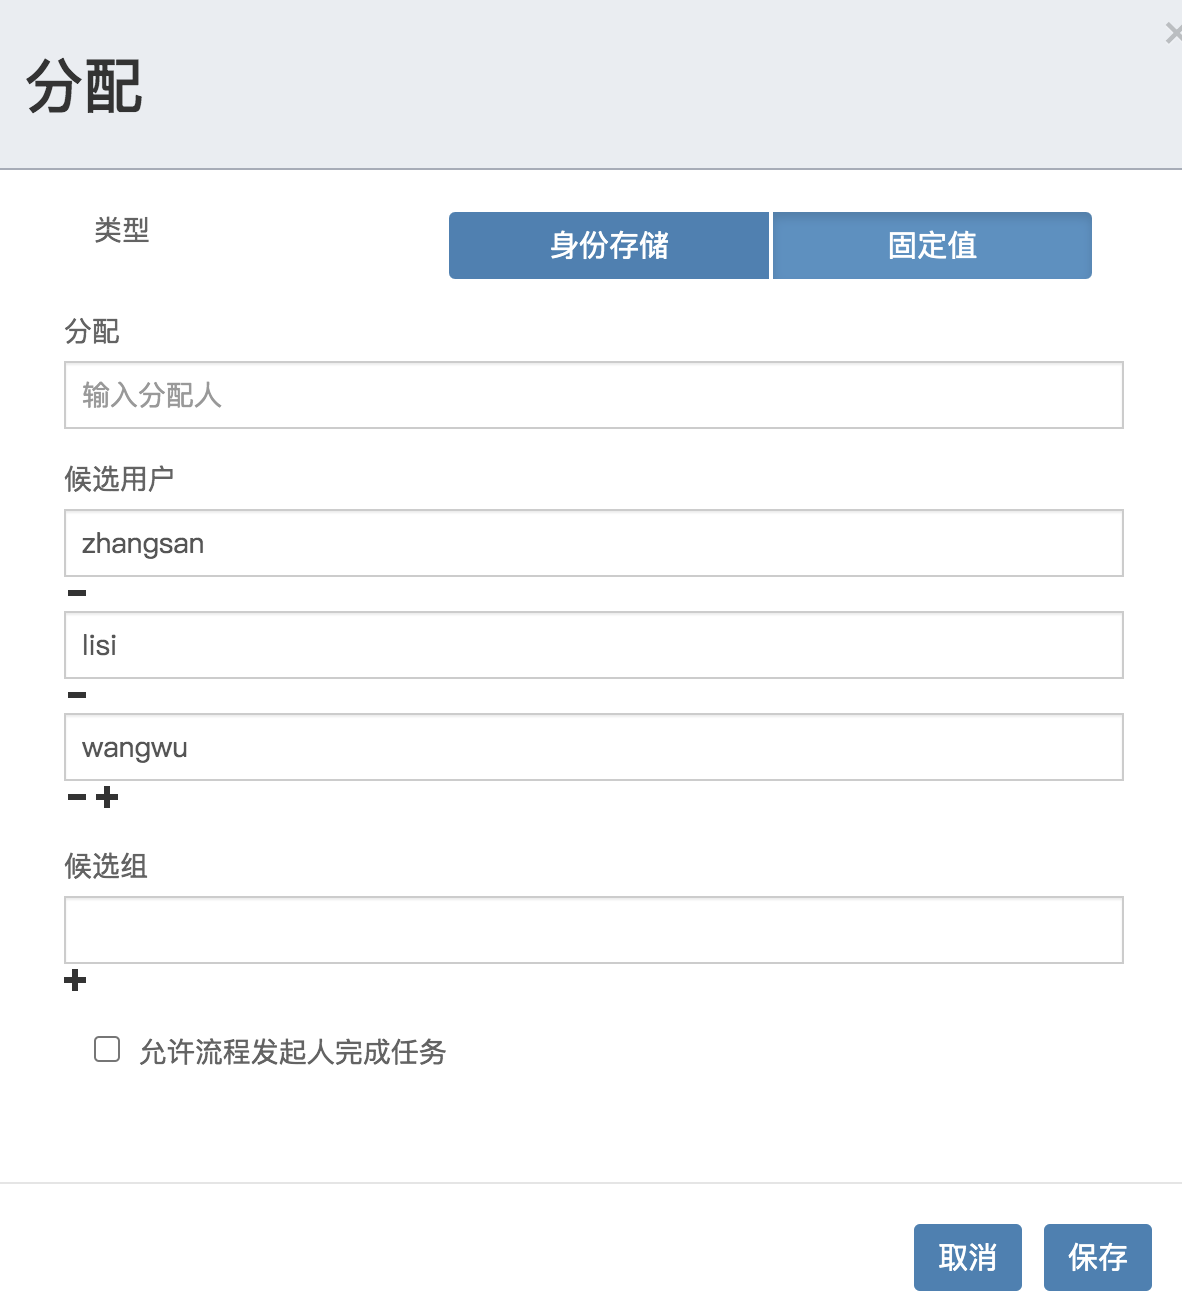 分配
类型
身份存储 固定值
分配
输入分配人
候选用户
zhangsan
lisi
wangwu
候选组
允许流程发起人完成任务
取消 保存